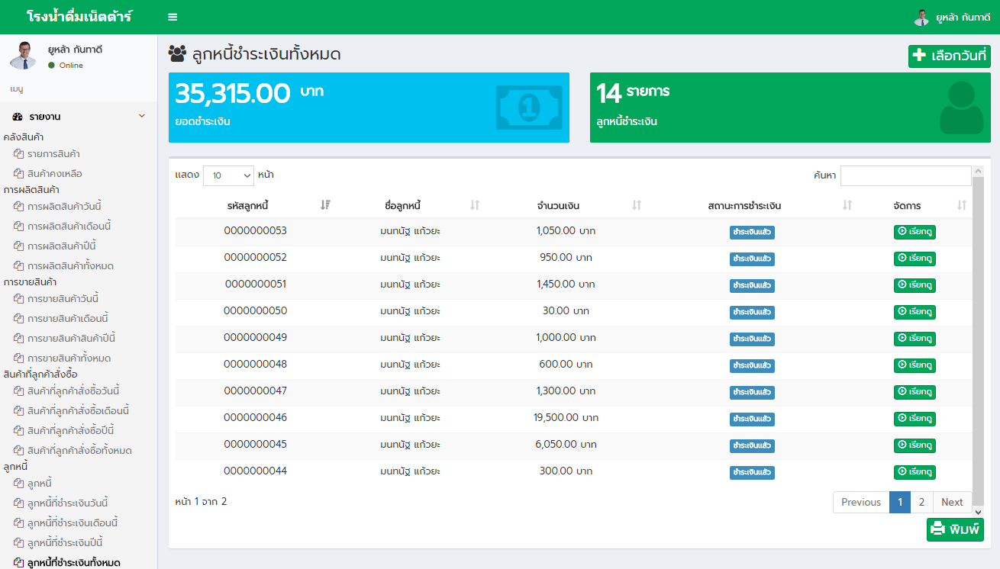 โรงน้ำดื่มเน็ตต้าร์
ยูหล้า กันทาดี
ยูหล้า กันทาดี
Online
เมนู
รายงาน
คลังสินค้า
รายการสินค้า
สินค้าคงเหลือ
การผลิตสินค้า
การผลิตสินค้าวันนี้
การผลิตสินค้าเดือนนี้
การผลิตสินค้าปีนี้
การผลิตสินค้าทั้งหมด
การขายสินค้า
การขายสินค้าวันนี้
การขายสินค้าเดือนนี้
การขายสินค้าสินค้าปีนี้
การขายสินค้าทั้งหมด
สินค้าที่ลูกค้าสั่งซื้อ
สินค้าที่ลูกค้าสั่งซื้อวันนี้
สินค้าที่ลูกค้าสั่งซื้อเดือนนี้
สินค้าที่ลูกค้าสั่งซื้อปีนี้
สินค้าที่ลูกค้าสั่งซื้อทั้งหมด
ลูกหนี้
ลูกหนี้
ลูกหนี้ที่ชำระเงินวันนี้
ลูกหนี้ที่ชำระเงินเดือนนี้
ลูกหนี้ที่ชำระเงินปีนี้
ลูกหนี้ที่ชำระเงินทั้งหมด
ลูกหนี้ชำระเงินทั้งหมด
เลือกวันที่
35,315.00 บาท
ยอดชำระเงิน
14 รายการ
ลูกหนี้ชำระเงิน
แสดง 10 หน้า
ค้นหา
รหัสลูกหนี้ ชื่อลูกหนี้ จำนวนเงิน สถานะการชำระเงิน จัดการ
0000000053 มนทนัฐ แก้วยะ 1,050.00 บาท ชำระเงินแล้ว เรียกดู
0000000052 มนทนัฐ แก้วยะ 950.00 บาท ชำระเงินแล้ว เรียกดู
0000000051 มนทนัฐ แก้วยะ 1,450.00 บาท ชำระเงินแล้ว เรียกดู
0000000050 มนทนัฐ แก้วยะ 30.00 บาท ชำระเงินแล้ว เรียกดู
0000000049 มนทนัฐ แก้วยะ 1,000.00 บาท ชำระเงินแล้ว เรียกดู
0000000048 มนทนัฐ แก้วยะ 600.00 บาท ชำระเงินแล้ว เรียกดู
0000000047 มนทนัฐ แก้วยะ 1,300.00 บาท ชำระเงินแล้ว เรียกดู
0000000046 มนทนัฐ แก้วยะ 19,500.00 บาท ชำระเงินแล้ว เรียกดู
0000000045 มนทนัฐ แก้วยะ 6,050.00 บาท ชำระเงินแล้ว เรียกดู
0000000044 มนทนัฐ แก้วยะ 300.00 บาท ชำระเงินแล้ว เรียกดู
หน้า 1 จาก 2
Previous 1 2 Next
พิมพ์